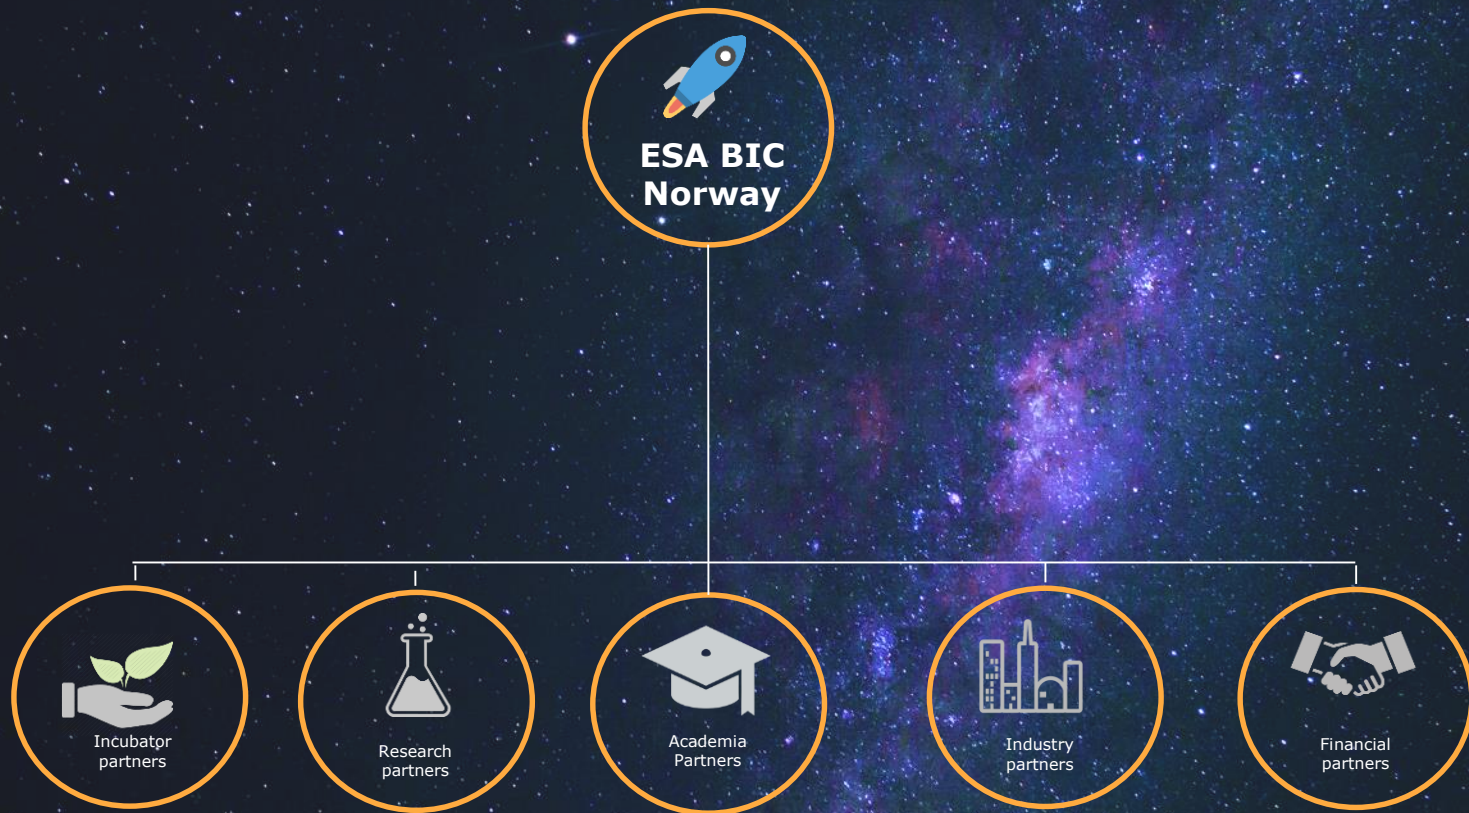 ESA BIC
Norway
Incubator
partners
Research
partners
Academia
Partners
Industry
partners
Financial
partners